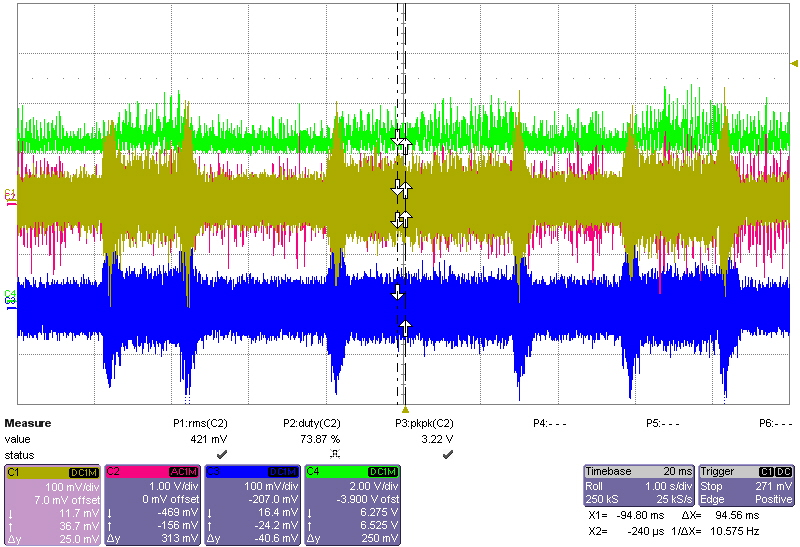 C1
C2
C4
Measure P1:rms(C2) P2:duty(C2) P3:pkpk(C2) P4:--- P5:--- P6:---
value 421 mV 73.87 % 3.22 V
status
C1 DC1M
100 mV/div
7.0 mV offset
↓ 11.7 mV
↑ 36.7 mV
Δy 25.0 mV
C2 AC1M
1.00 V/div
0 mV offset
↓ -469 mV
↑ -156 mV
Δy 313 mV
C3 DC1M
100 mV/div
-207.0 mV
↓ 16.4 mV
↑ -24.2 mV
Δy -40.6 mV
C4 DC1M
2.00 V/div
-3.900 V ofst
↓ 6.275 V
↑ 6.525 V
Δy 250 mV
Timebase 20 ms
Roll 1.00 s/div
250 kS 25 kS/s
Trigger C1 DC
Stop 271 mV
Edge Positive
X1= -94.80 ms ΔX= 94.56 ms
X2= -240 µs 1/ΔX= 10.575 Hz